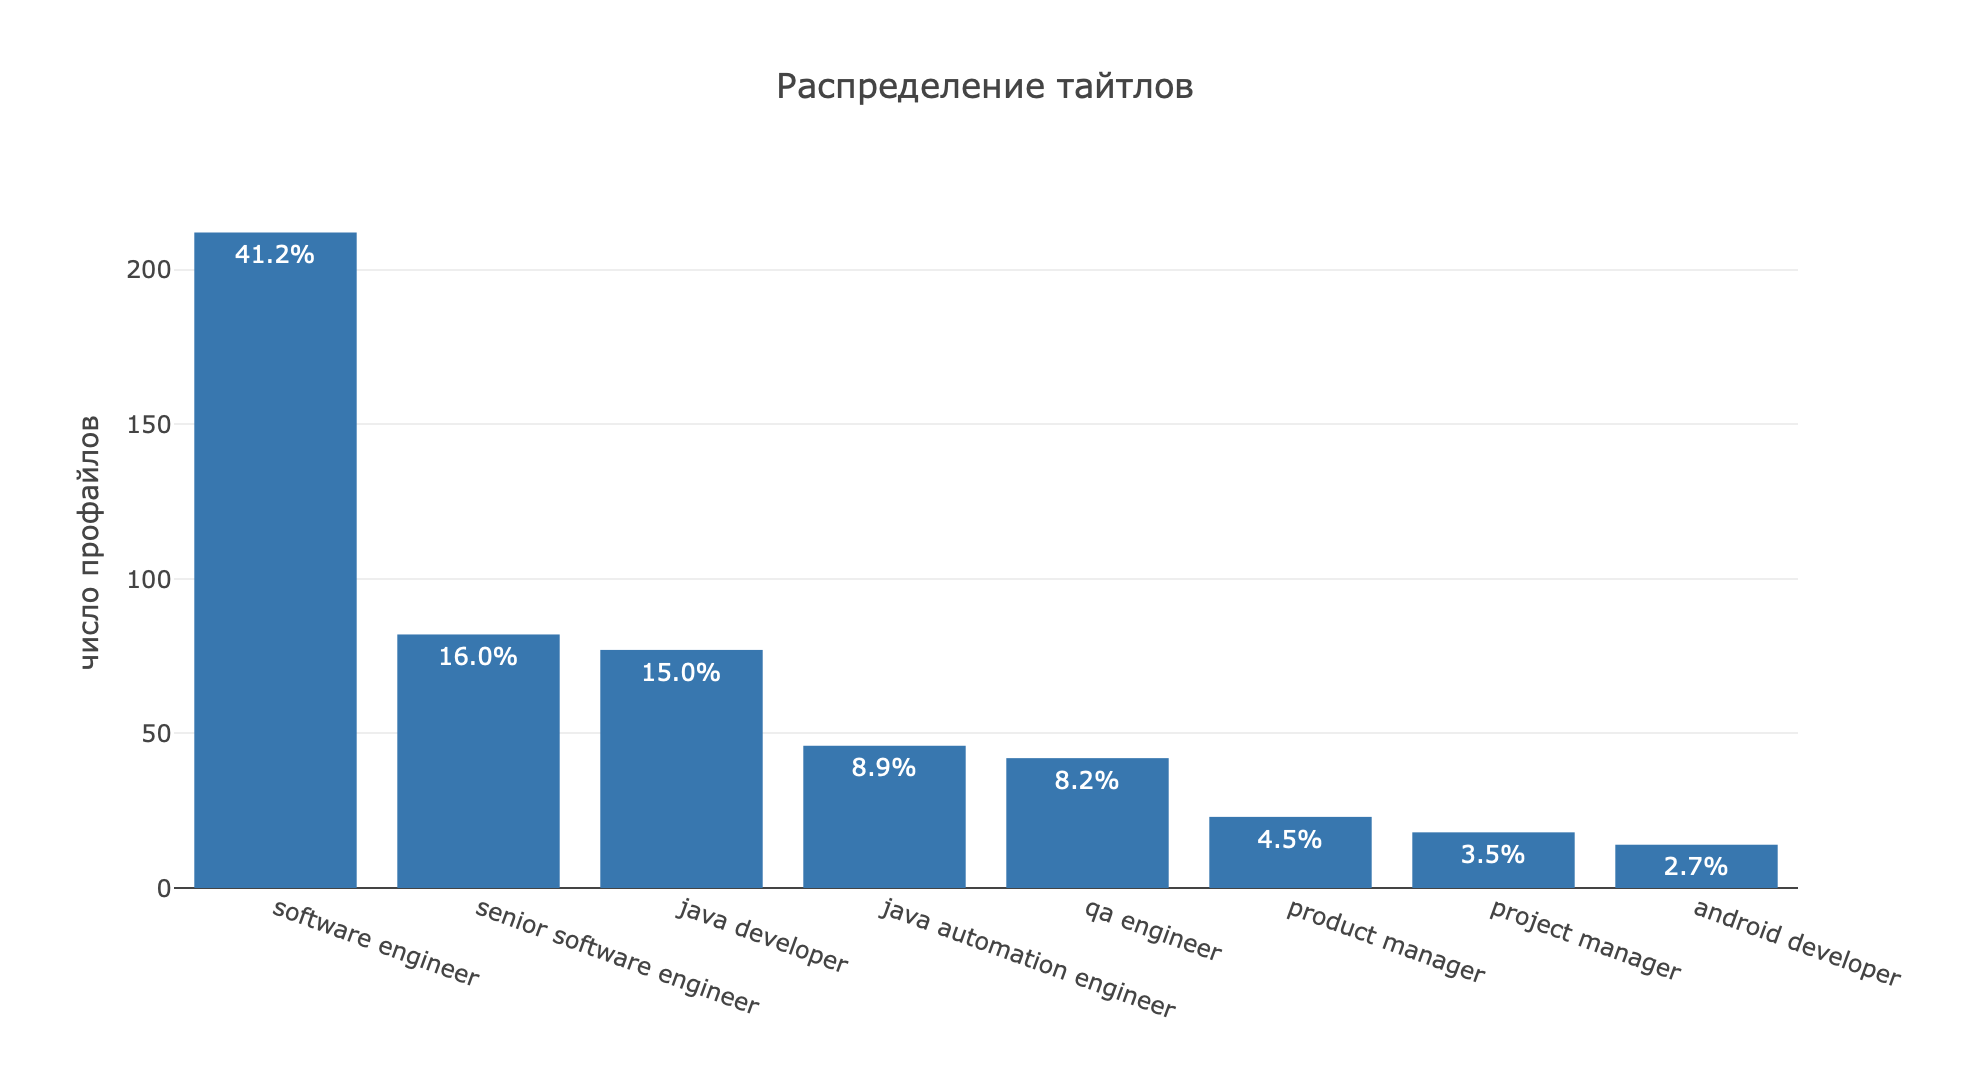 Распределение тайтлов
число профайлов
200
150
100
50
0
41.2%
16.0%
15.0%
8.9%
8.2%
4.5%
3.5%
2.7%
software engineer
senior software engineer
java developer
java automation engineer
qa engineer
product manager
project manager
android developer